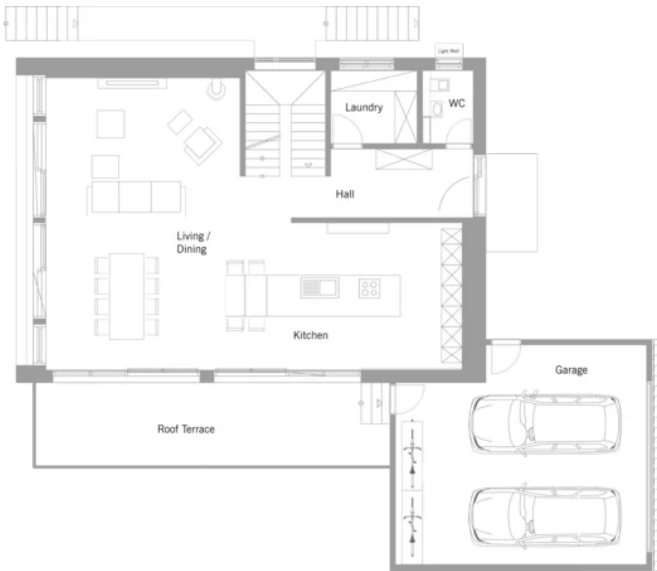 Light Well
Laundry
WC
Hall
Living /
Dining
Kitchen
Garage
Roof Terrace